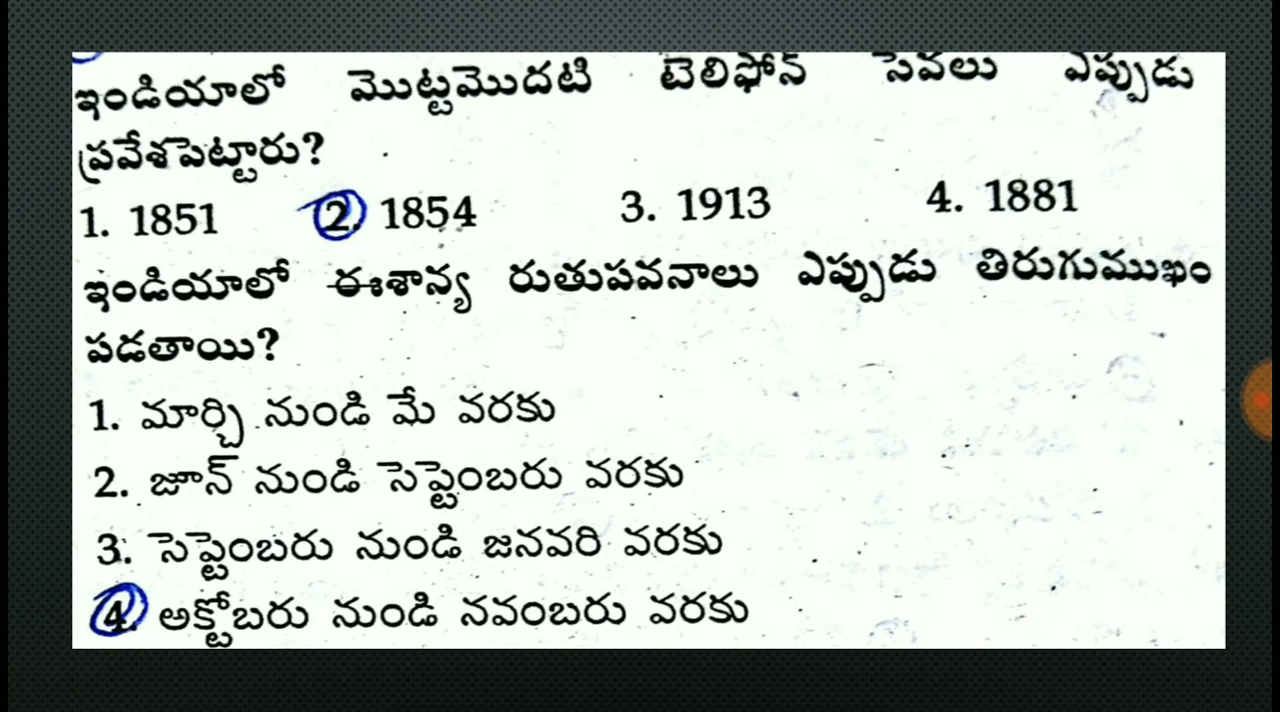 ఇండియాలో మొట్టమొదటి టెలిఫోన్ సేవలు ఎప్పుడు
ప్రవేశపెట్టారు?
1. 1851 2. 1854 3. 1913 4. 1881
ఇండియాలో ఈశాన్య రుతుపవనాలు ఎప్పుడు తిరుగుముఖం
పడతాయి?
1. మార్చి నుండి మే వరకు
2. జూన్ నుండి సెప్టెంబరు వరకు
3. సెప్టెంబరు నుండి జనవరి వరకు
4. అక్టోబరు నుండి నవంబరు వరకు